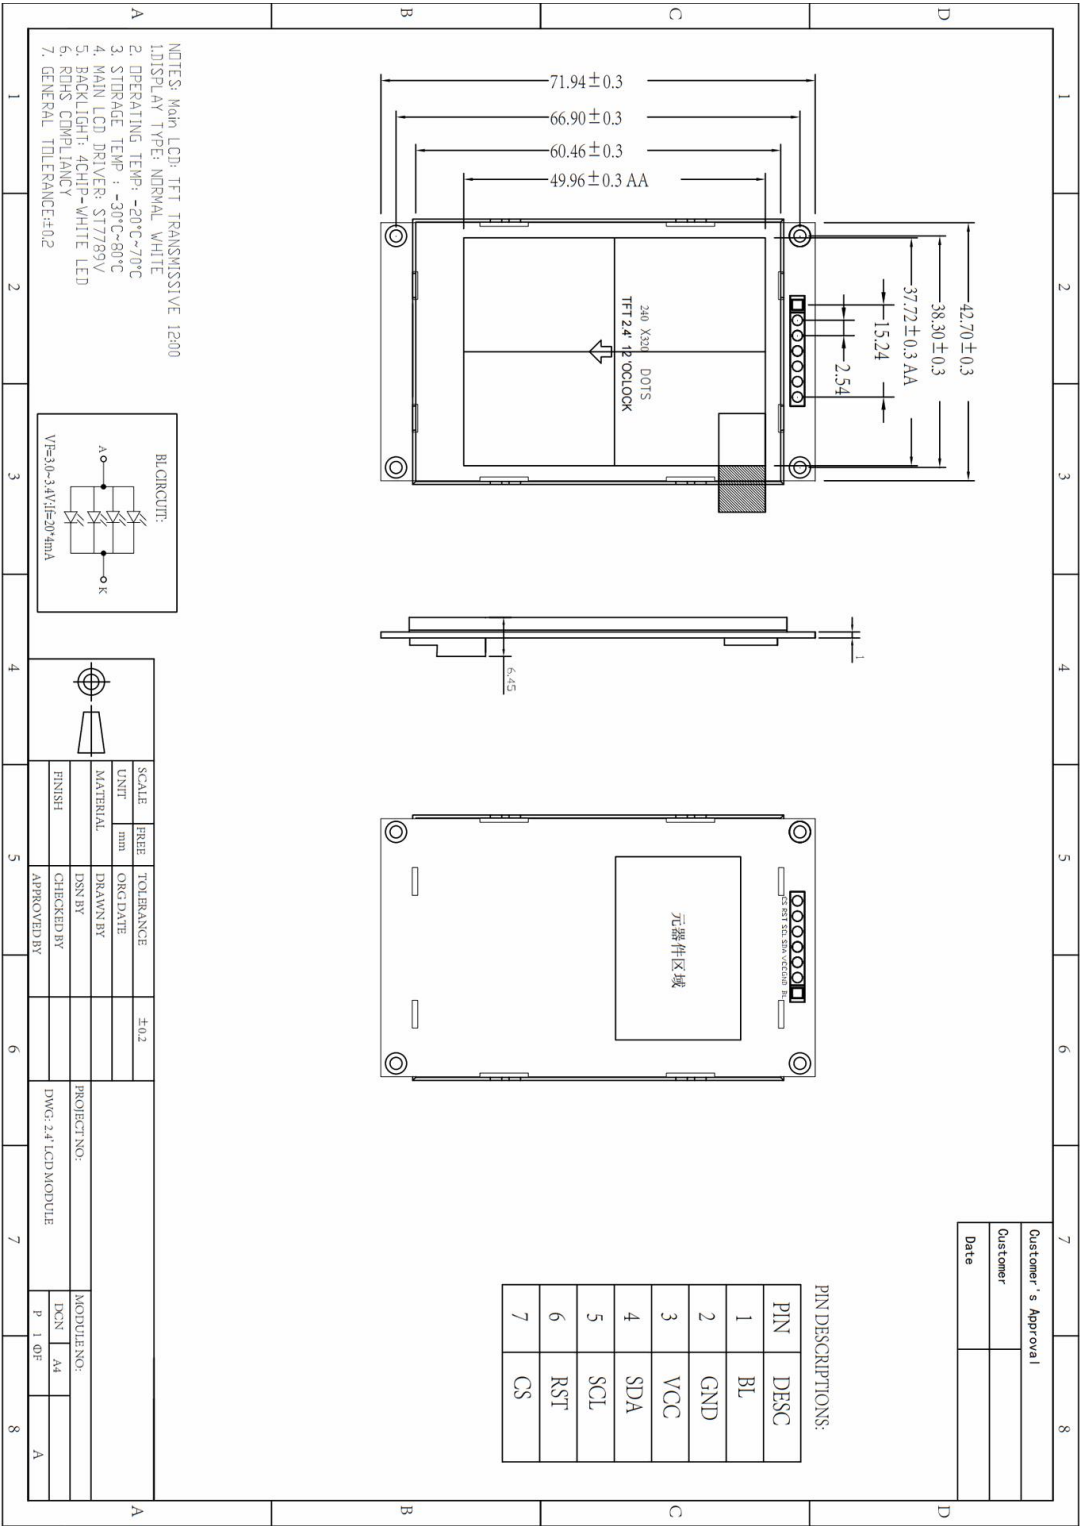 D
C
B
A
1
2
3
4
5
6
7
8
Customer's Approval
Customer
Date
42.70±0.3
38.30±0.3
37.72±0.3 AA
15.24
2.54
71.94±0.3
66.90±0.3
60.46±0.3
49.96±0.3 AA
240 X320 DOTS
TFT 2.4' 12 'OCLOCK
1
6.45
CS RST SCL SDA VCC GND BL
元器件区域
PIN DESCRIPTIONS:
PIN DESC
1 BL
2 GND
3 VCC
4 SDA
5 SCL
6 RST
7 CS
NOTES: Main LCD: TFT TRANSMISSIVE 12:00
1.DISPLAY TYPE: NORMAL WHITE
2. OPERATING TEMP: -20°C~70°C
3. STORAGE TEMP : -30°C~80°C
4. MAIN LCD DRIVER: ST7789V
5. BACKLIGHT: 4CHIP-WHITE LED
6. ROHS COMPLIANCY
7. GENERAL TOLERANCE:±0.2
BL CIRCUIT:
A
K
VF=3.0~3.4V;If=20*4mA
SCALE FREE TOLERANCE ±0.2
UNIT mm ORG DATE
MATERIAL DRAWN BY
DSN BY
FINISH CHECKED BY
APPROVED BY
PROJECT NO:
DWG: 2.4' LCD MODULE
MODULE NO:
DCN A4
P 1 OF A
D
C
B
A
1
2
3
4
5
6
7
8